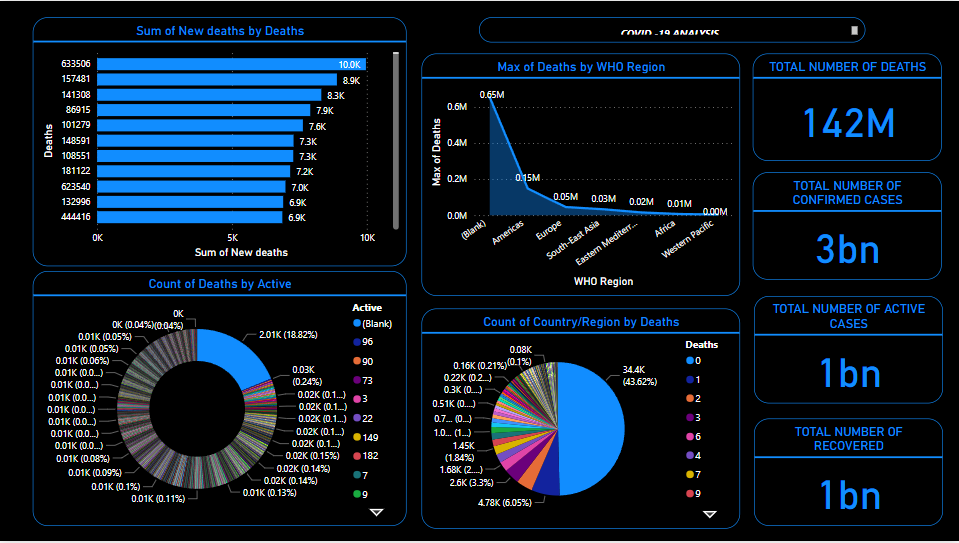 Sum of New deaths by Deaths
Deaths
633506
10.0K
157481
8.9K
141308
8.3K
86915
7.9K
101279
7.6K
148591
7.3K
108551
7.3K
181122
7.2K
623540
7.0K
132996
6.9K
444416
6.9K
0K
5K
10K
Sum of New deaths
COVID -19 ANALYSIS
Max of Deaths by WHO Region
Max of Deaths
0.6M
0.4M
0.2M
0.0M
0.65M
0.15M
0.05M
0.03M
0.02M
0.01M
0.00M
(Blank)
Americas
Europe
South-East Asia
Eastern Mediterr...
Africa
Western Pacific
WHO Region
TOTAL NUMBER OF DEATHS
142M
TOTAL NUMBER OF
CONFIRMED CASES
3bn
TOTAL NUMBER OF ACTIVE
CASES
1bn
TOTAL NUMBER OF
RECOVERED
1bn
Count of Deaths by Active
0K
0K (0.04%)
(0.04%)
0.01K (0.05%)
0.01K (0.05%)
0.01K (0.06%)
0.01K (0.0...)
0.01K (0.0...)
0.01K (0.0...)
0.01K (0.0...)
0.01K (0.0...)
0.01K (0.0...)
0.01K (0.08%)
0.01K (0.09%)
0.01K (0.1%)
0.01K (0.11%)
2.01K (18.82%)
0.03K
(0.24%)
0.02K (0.1...)
0.02K (0.1...)
0.02K (0.1...)
0.02K (0.1...)
0.02K (0.1...)
0.02K (0.15%)
0.02K (0.14%)
0.02K (0.14%)
0.01K (0.13%)
Active
(Blank)
96
90
73
3
22
149
182
7
9
Count of Country/Region by Deaths
0.08K
(0.1%)
0.16K (0.21%)
0.22K (0.2...)
0.3K (0....)
0.51K (0....)
0.7... (0...)
1.0... (1...)
1.45K
(1.84%)
1.68K (2....)
2.6K (3.3%)
4.78K (6.05%)
34.4K
(43.62%)
Deaths
0
1
2
3
6
4
7
9